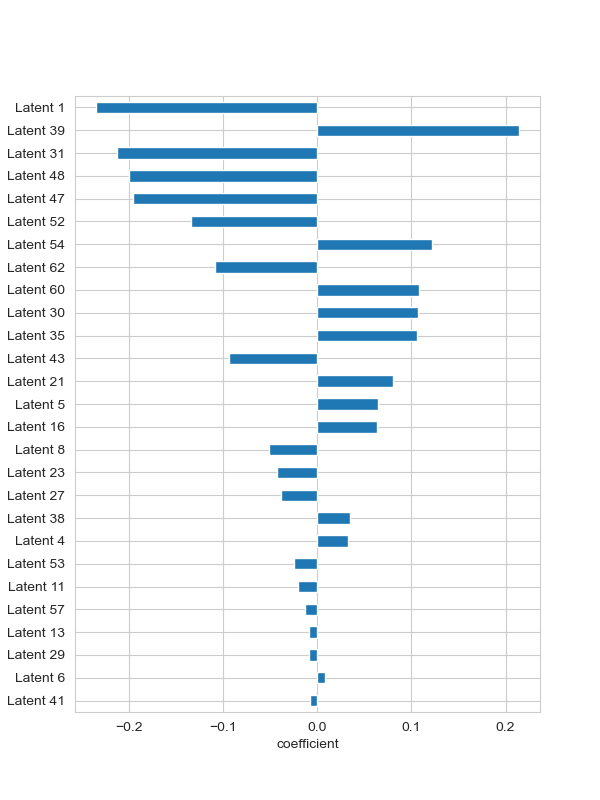 Latent 1
Latent 39
Latent 31
Latent 48
Latent 47
Latent 52
Latent 54
Latent 62
Latent 60
Latent 30
Latent 35
Latent 43
Latent 21
Latent 5
Latent 16
Latent 8
Latent 23
Latent 27
Latent 38
Latent 4
Latent 53
Latent 11
Latent 57
Latent 13
Latent 29
Latent 6
Latent 41
−0.2 −0.1 0.0 0.1 0.2
coefficient